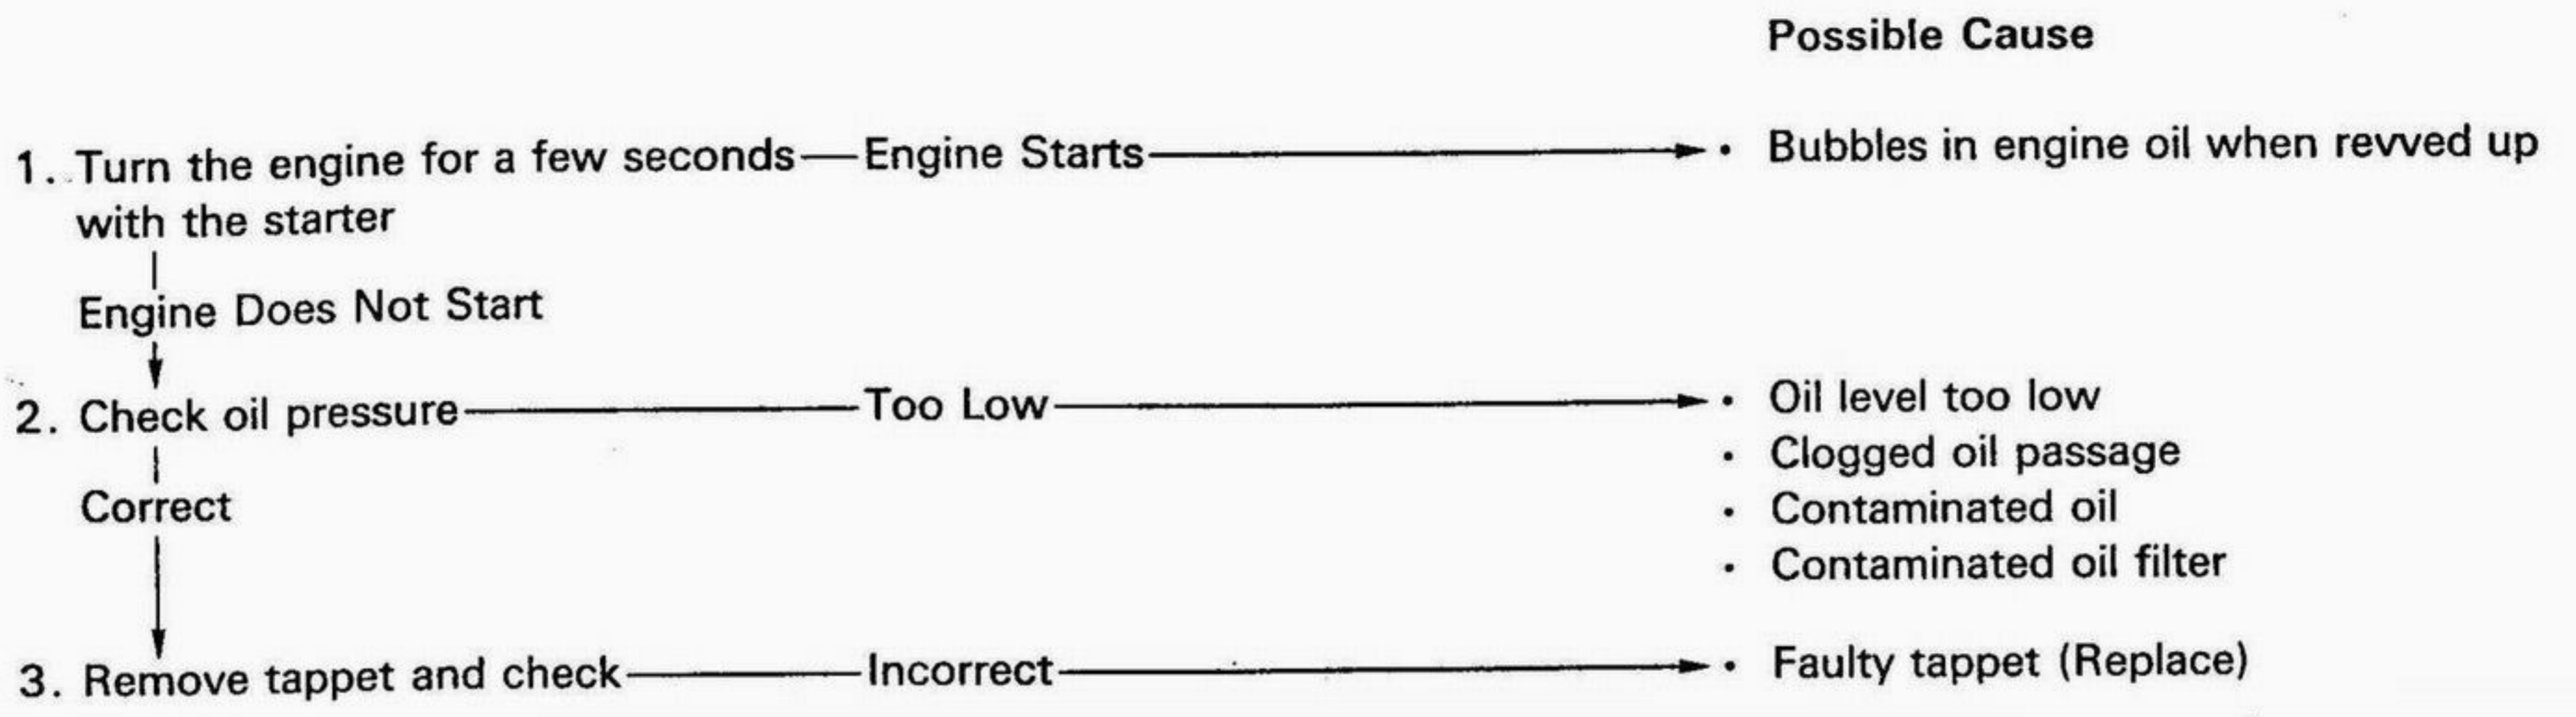 Possible Cause
1. Turn the engine for a few seconds—Engine Starts
• Bubbles in engine oil when revved up
with the starter
Engine Does Not Start
2. Check oil pressure
Too Low
• Oil level too low
• Clogged oil passage
Correct
• Contaminated oil
• Contaminated oil filter
3. Remove tappet and check
Incorrect
• Faulty tappet (Replace)